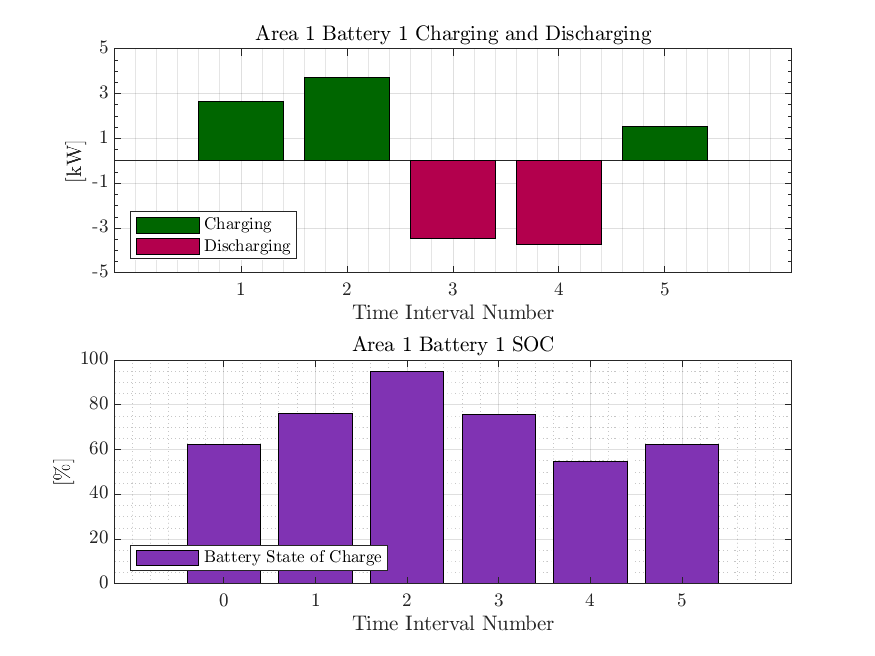 Area 1 Battery 1 Charging and Discharging
5
3
1
-1
-3
-5
[kW]
Charging
Discharging
1 2 3 4 5
Time Interval Number
Area 1 Battery 1 SOC
100
80
60
40
20
0
[%]
Battery State of Charge
0 1 2 3 4 5
Time Interval Number